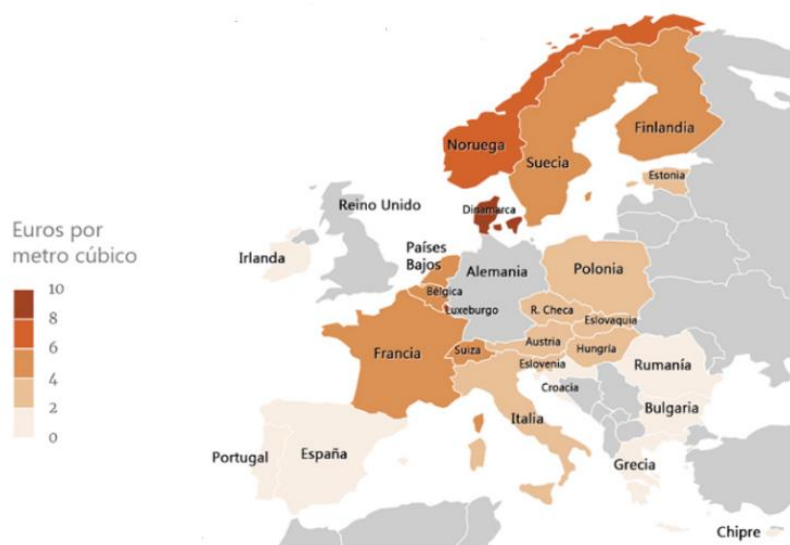 Noruega
Suecia
Finlandia
Estonia
Reino Unido
Dinamarca
Irlanda
Países
Bajos
Alemania
Polonia
Bélgica
Luxeburgo
R. Checa
Eslovaquia
Francia
Suiza
Austria
Hungría
Eslovenia
Rumanía
Croacia
Italia
Bulgaria
Portugal
España
Grecia
Chipre
Euros por
metro cúbico
10
8
6
4
2
0